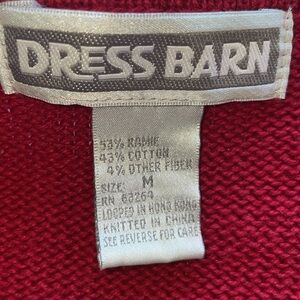 DRESS BARN
53% RAMIE
43% COTTON
4% OTHER FIBER
SIZE: M
RN 63264
LOOPED IN HONG KONG
KNITTED IN CHINA
SEE REVERSE FOR CARE